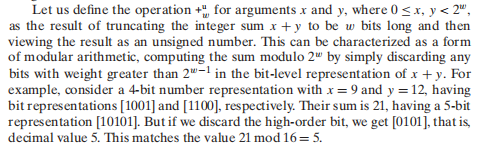 Let us define the operation +ᵘ_w for arguments x and y, where 0 ≤ x, y < 2ʷ,
as the result of truncating the integer sum x + y to be w bits long and then
viewing the result as an unsigned number. This can be characterized as a form
of modular arithmetic, computing the sum modulo 2ʷ by simply discarding any
bits with weight greater than 2ʷ⁻¹ in the bit-level representation of x + y. For
example, consider a 4-bit number representation with x = 9 and y = 12, having
bit representations [1001] and [1100], respectively. Their sum is 21, having a 5-bit
representation [10101]. But if we discard the high-order bit, we get [0101], that is,
decimal value 5. This matches the value 21 mod 16 = 5.